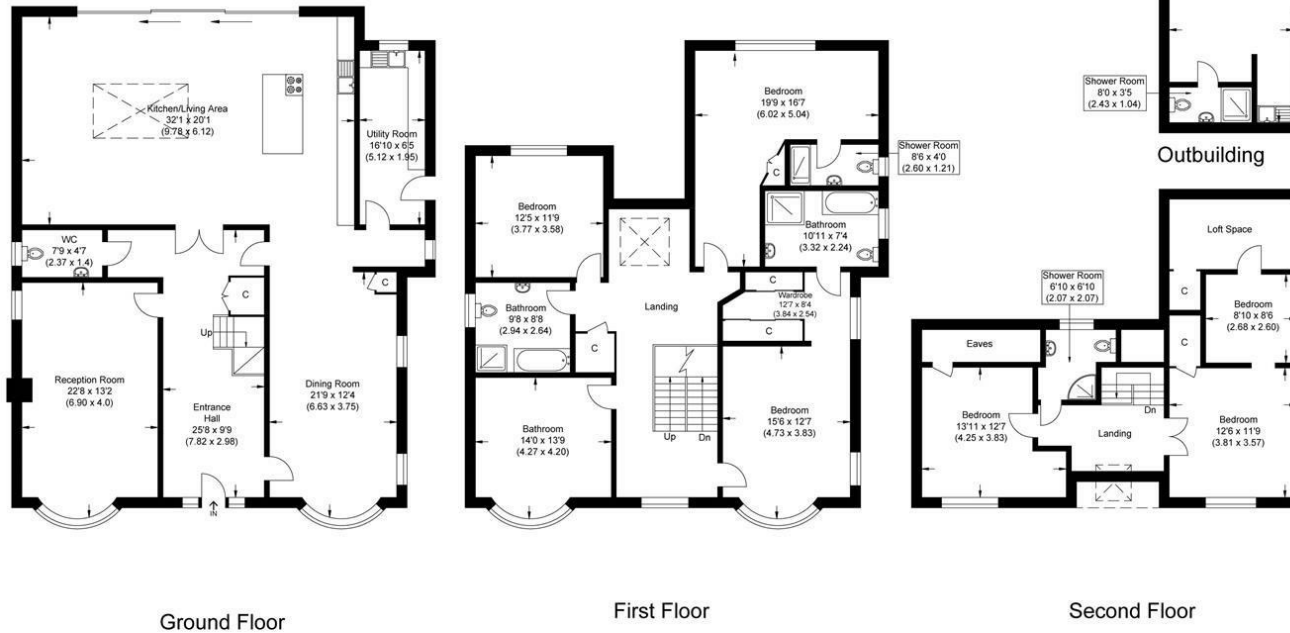 Kitchen/Living Area
32'1 x 20'1
(9.78 x 6.12)
Utility Room
16'10 x 6'5
(5.12 x 1.95)
WC
7'9 x 4'7
(2.37 x 1.4)
C
C
Up
Reception Room
22'8 x 13'2
(6.90 x 4.0)
Entrance
Hall
25'8 x 9'9
(7.82 x 2.98)
Dining Room
21'9 x 12'4
(6.63 x 3.75)
IN
Ground Floor
Bedroom
19'9 x 16'7
(6.02 x 5.04)
Shower Room
8'6 x 4'0
(2.60 x 1.21)
C
Bedroom
12'5 x 11'9
(3.77 x 3.58)
Bathroom
10'11 x 7'4
(3.32 x 2.24)
C
Wardrobe
12'7 x 8'4
(3.84 x 2.54)
C
Landing
Bathroom
9'8 x 8'8
(2.94 x 2.64)
C
Bathroom
14'0 x 13'9
(4.27 x 4.20)
Up
Dn
Bedroom
15'6 x 12'7
(4.73 x 3.83)
First Floor
Shower Room
8'0 x 3'5
(2.43 x 1.04)
Outbuilding
Loft Space
Shower Room
6'10 x 6'10
(2.07 x 2.07)
C
Bedroom
8'10 x 8'6
(2.68 x 2.60)
Eaves
C
Bedroom
13'11 x 12'7
(4.25 x 3.83)
Dn
Landing
Bedroom
12'6 x 11'9
(3.81 x 3.57)
Second Floor